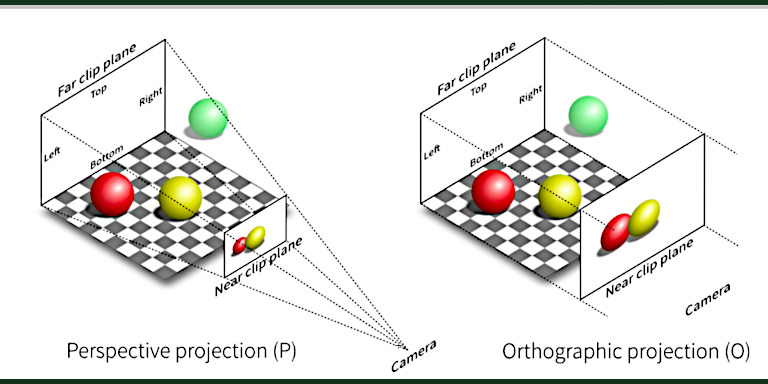 Far clip plane
Top
Right
Left
Bottom
Near clip plane
Camera
Perspective projection (P)
Far clip plane
Top
Right
Left
Bottom
Near clip plane
Camera
Orthographic projection (O)